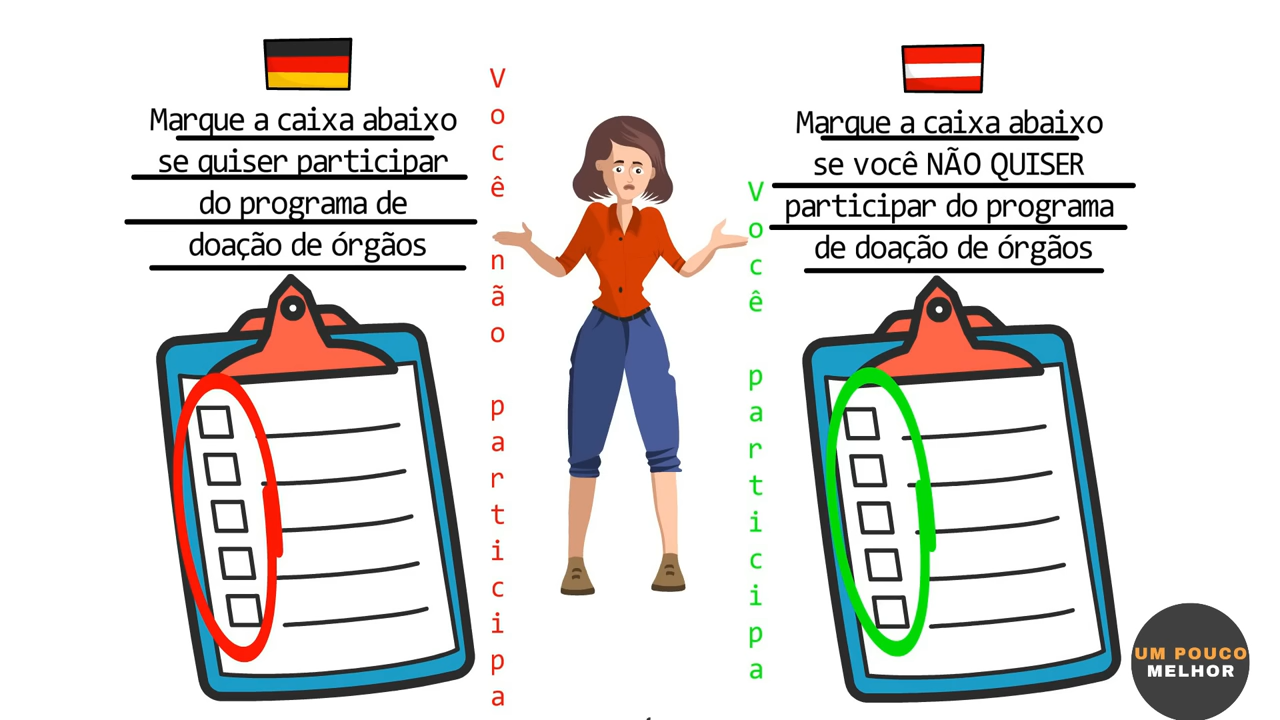 Marque a caixa abaixo
se quiser participar
do programa de
doação de órgãos
Você não participa
Você participa
Marque a caixa abaixo
se você NÃO QUISER
participar do programa
de doação de órgãos
UM POUCO
MELHOR